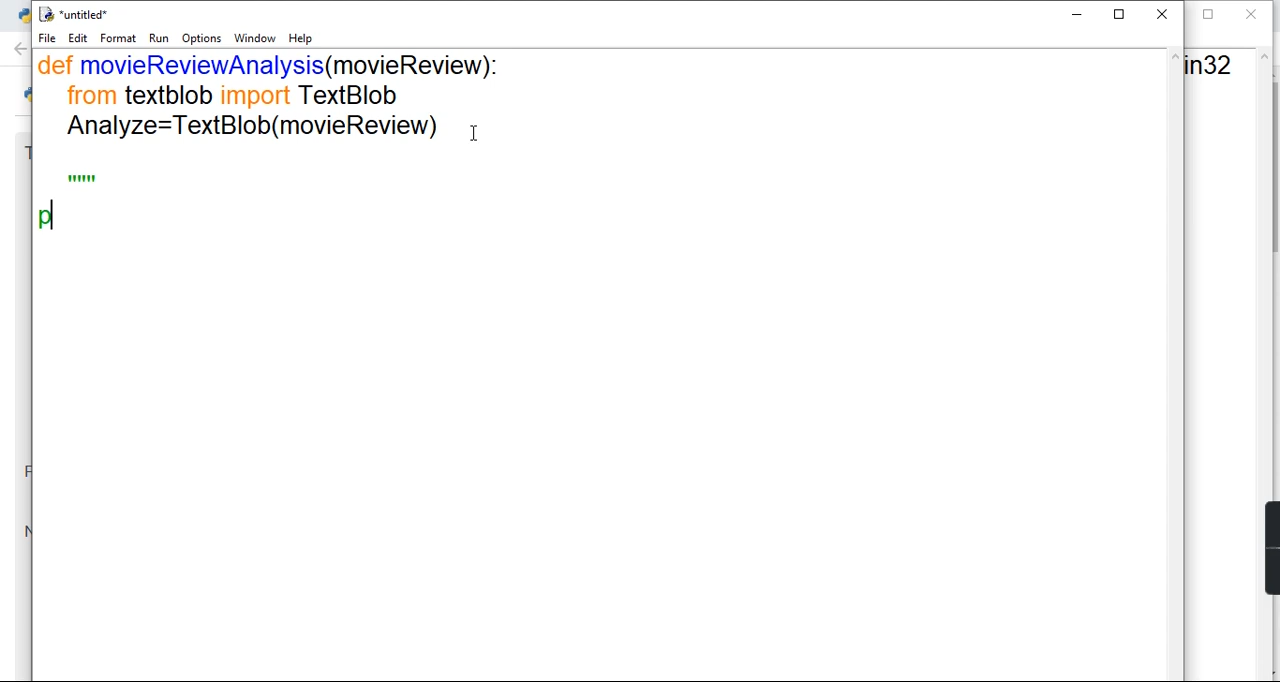 *untitled*
File Edit Format Run Options Window Help
def movieReviewAnalysis(movieReview):
in32
from textblob import TextBlob
Analyze=TextBlob(movieReview)
T
"""
p
F
N